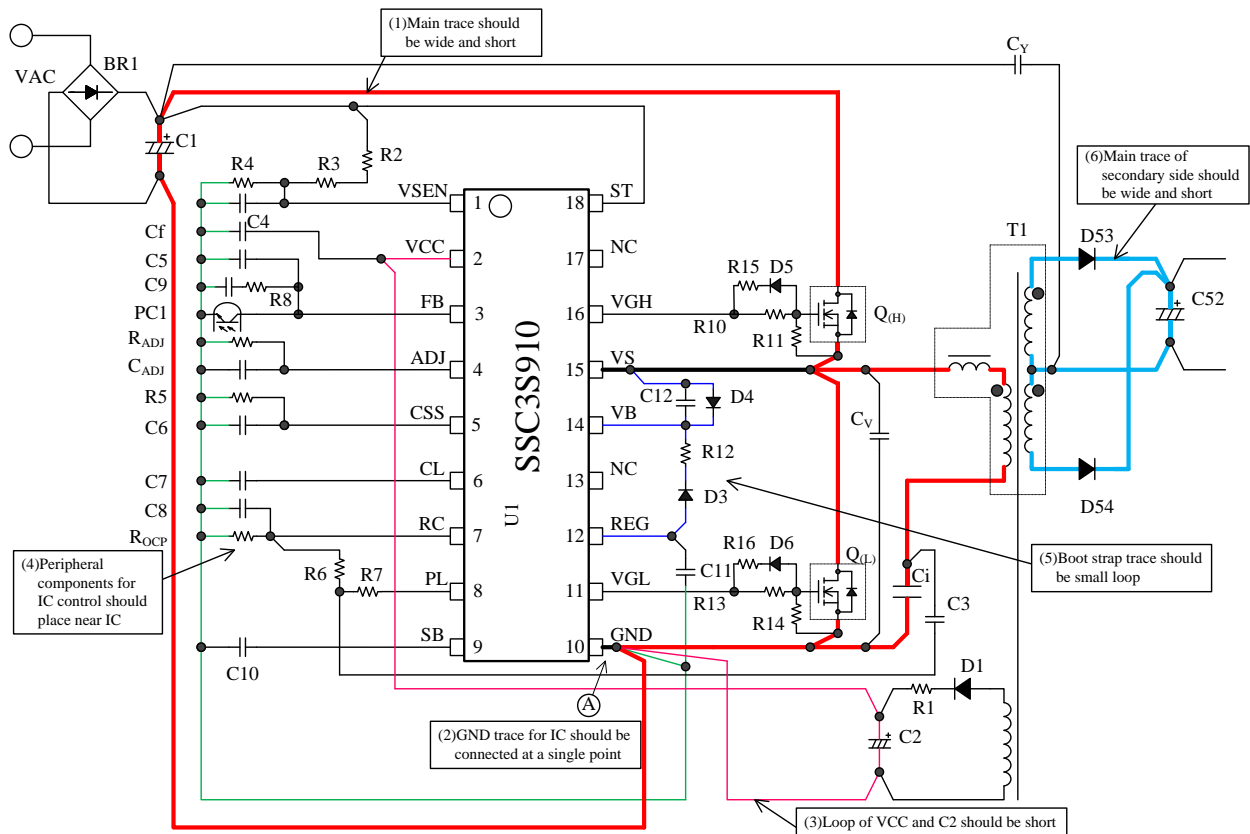 (1)Main trace should
be wide and short
CY
VAC
BR1
C1
R2
R4
R3
(6)Main trace of
secondary side should
be wide and short
VSEN
1
18
ST
C4
T1
D53
Cf
VCC
2
17
NC
C5
R15
D5
C9
R8
C52
PC1
FB
3
16
VGH
R10
R11
Q(H)
RADJ
CADJ
ADJ
4
15
VS
SSC3S910
U1
C12
D4
R5
C6
CSS
5
14
VB
CV
R12
C7
CL
6
13
NC
D3
D54
C8
ROCP
RC
7
12
REG
(4)Peripheral
components for
IC control should
place near IC
R6
R7
PL
8
11
VGL
C11
R16
D6
Q(L)
R13
R14
Ci
C3
(5)Boot strap trace should
be small loop
SB
9
10
GND
C10
A
(2)GND trace for IC should be
connected at a single point
D1
R1
C2
(3)Loop of VCC and C2 should be short